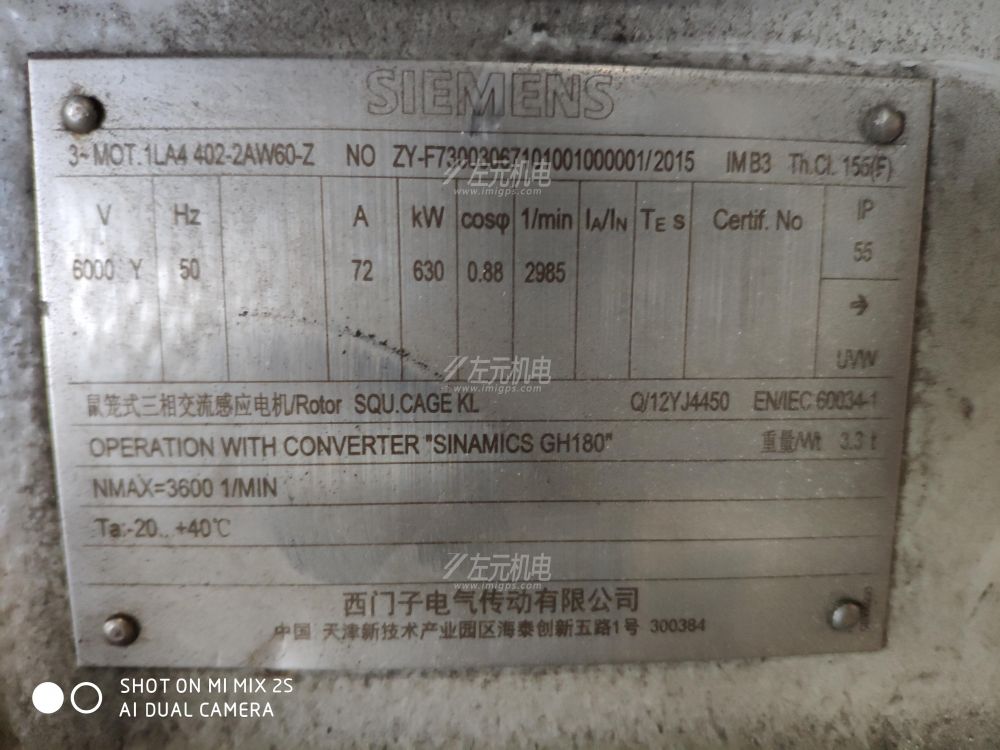 SIEMENS
3~MOT. 1LA4 402-2AW60-Z NO ZY-F73003067101001000001/2015 IMB3 Th.Cl. 155(F)
V Hz A kW cosφ 1/min IA/IN TE s Certif. No IP
6000 Y 50 72 630 0.88 2985 55
→
UVW
鼠笼式三相交流感应电机/Rotor SQU.CAGE KL Q/12YJ4450 EN/IEC 60034-1
OPERATION WITH CONVERTER "SINAMICS GH180" 重量/Wt 3.3 t
NMAX=3600 1/MIN
Ta:-20...+40℃
西门子电气传动有限公司
中国 天津新技术产业园区海泰创新五路1号 300384
左元机电
www.imigps.com
左元机电
www.imigps.com
左元机电
www.imigps.com
SHOT ON MI MIX 2S
AI DUAL CAMERA